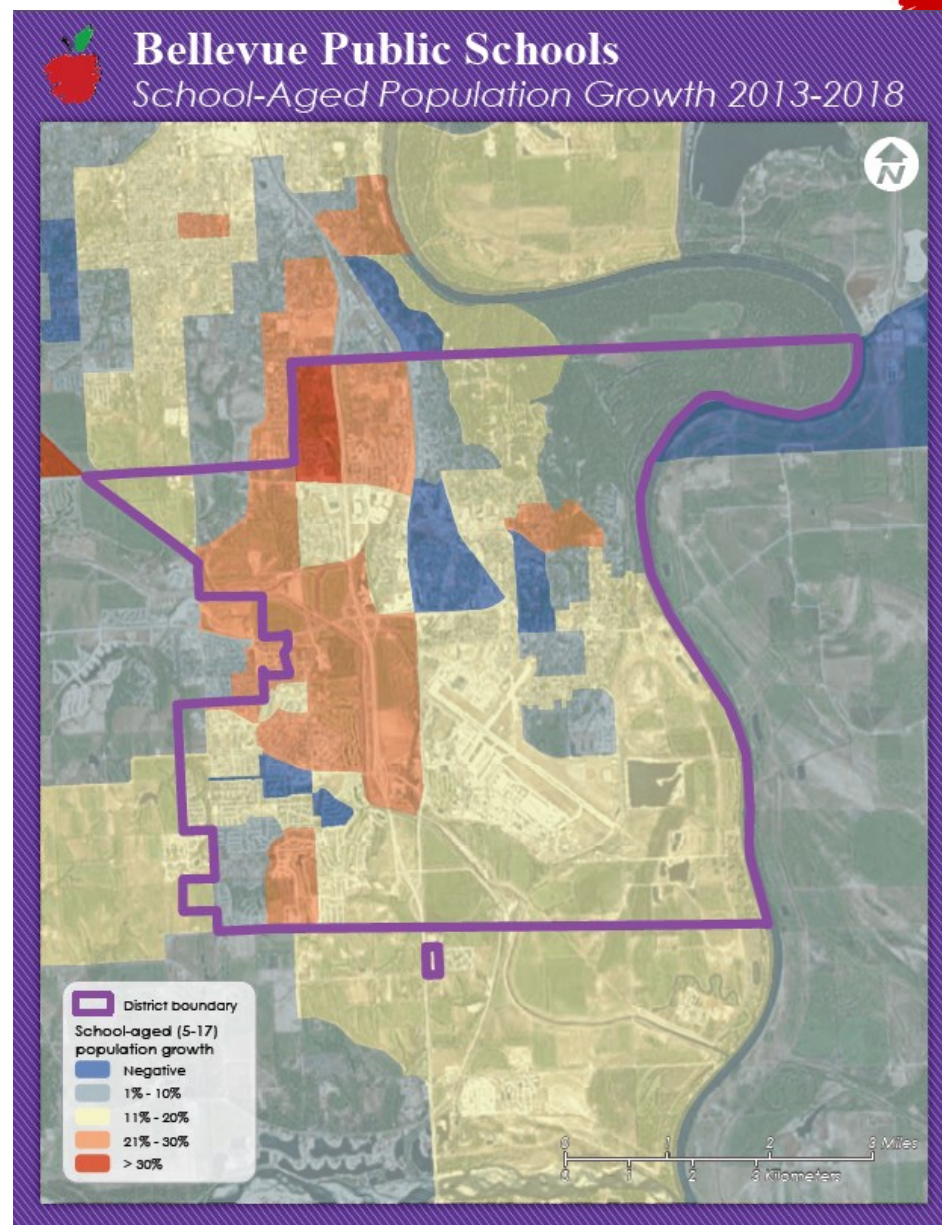 Bellevue Public Schools
School-Aged Population Growth 2013-2018
N
District boundary
School-aged (5-17)
population growth
Negative
1% - 10%
11% - 20%
21% - 30%
> 30%
0 1 2 3 Miles
0 1 2 3 Kilometers